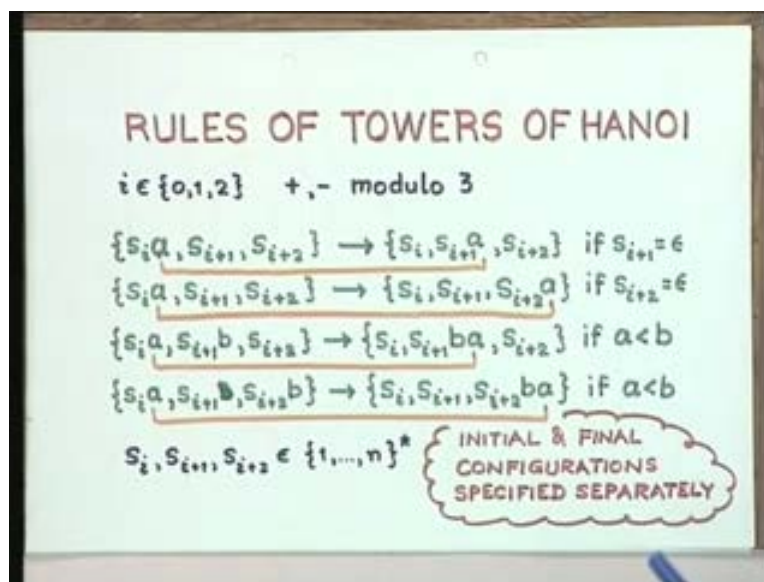 RULES OF TOWERS OF HANOI
i ∈ {0,1,2} +,- modulo 3
{Sᵢa, Sᵢ₊₁, Sᵢ₊₂} → {Sᵢ, Sᵢ₊₁a, Sᵢ₊₂} if Sᵢ₊₁ = ϵ
{Sᵢa, Sᵢ₊₁, Sᵢ₊₂} → {Sᵢ, Sᵢ₊₁, Sᵢ₊₂a} if Sᵢ₊₂ = ϵ
{Sᵢa, Sᵢ₊₁b, Sᵢ₊₂} → {Sᵢ, Sᵢ₊₁ba, Sᵢ₊₂} if a<b
{Sᵢa, Sᵢ₊₁, Sᵢ₊₂b} → {Sᵢ, Sᵢ₊₁, Sᵢ₊₂ba} if a<b
Sᵢ, Sᵢ₊₁, Sᵢ₊₂ ∈ {1,...,n}*
INITIAL & FINAL
CONFIGURATIONS
SPECIFIED SEPARATELY